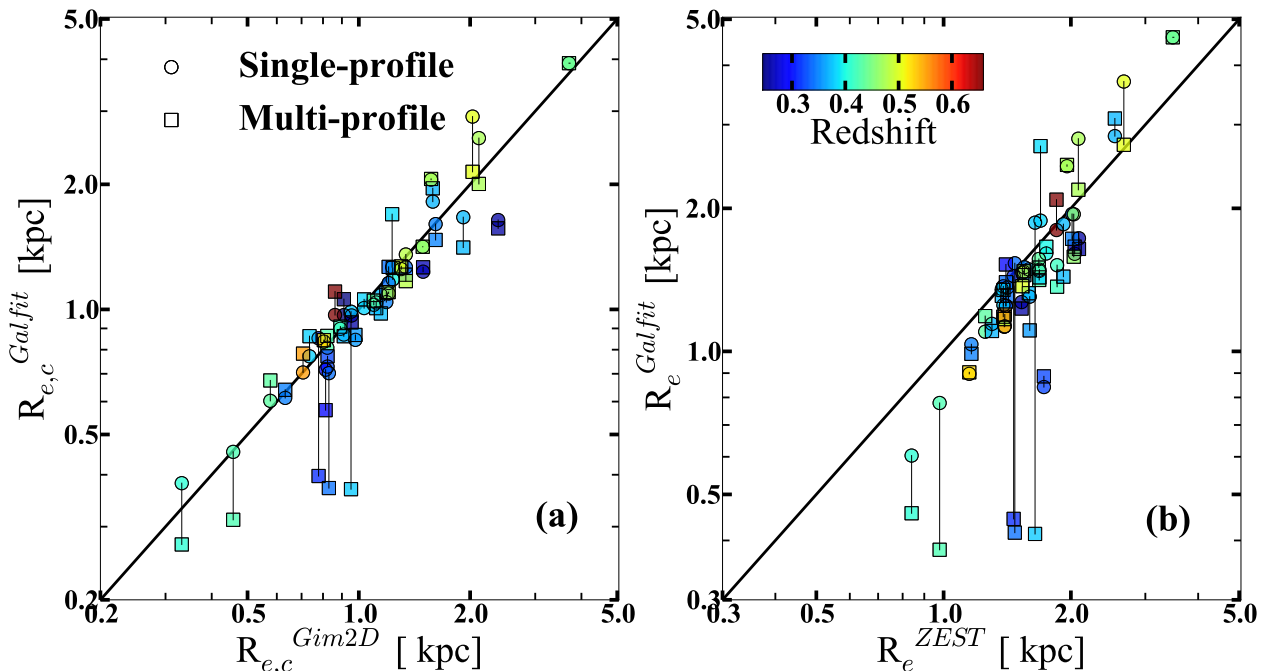 5.0
2.0
1.0
0.5
0.2
0.2
0.5
1.0
2.0
5.0
Single-profile
Multi-profile
(a)
R_{e,c}^{Galfit} [kpc]
R_{e,c}^{Gim2D} [ kpc]
5.0
2.0
1.0
0.5
0.3
0.3
0.5
1.0
2.0
5.0
0.3 0.4 0.5 0.6
Redshift
(b)
R_e^{Galfit} [kpc]
R_e^{ZEST} [ kpc]